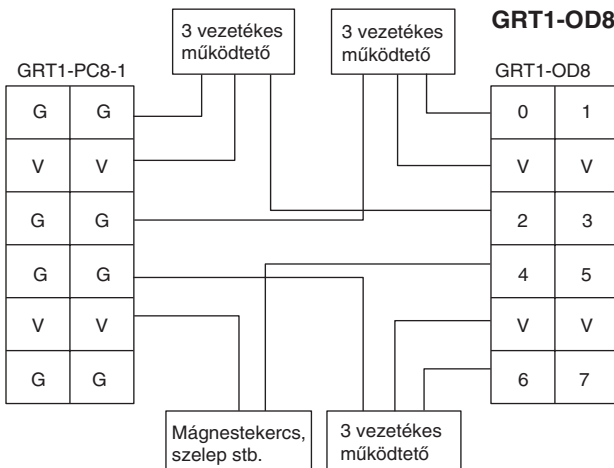 GRT1-OD8
3 vezetékes
működtető
3 vezetékes
működtető
GRT1-PC8-1
G G
V V
G G
G G
V V
G G
GRT1-OD8
0 1
V V
2 3
4 5
V V
6 7
Mágnestekercs,
szelep stb.
3 vezetékes
működtető